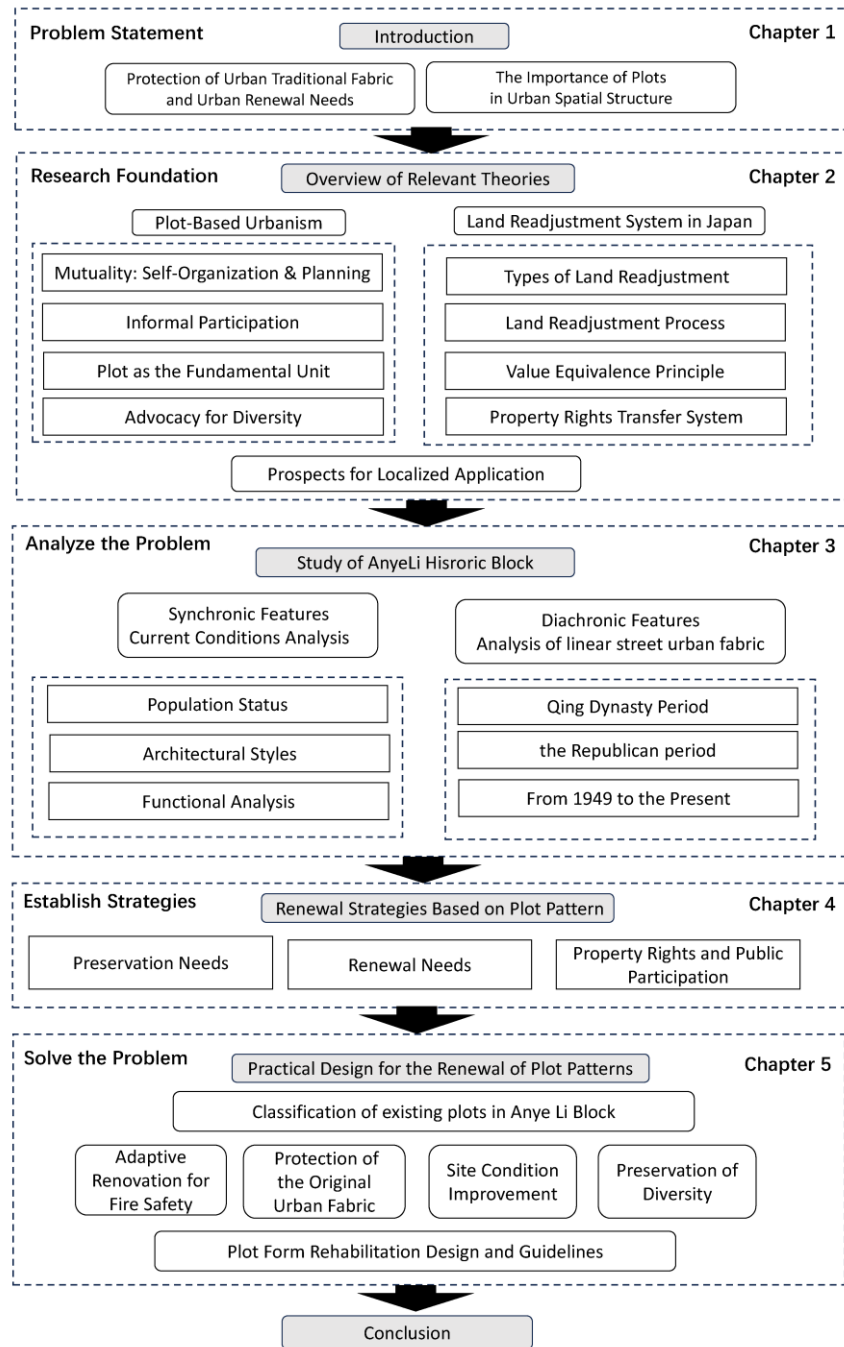 Problem Statement
Introduction
Chapter 1
Protection of Urban Traditional Fabric
and Urban Renewal Needs
The Importance of Plots
in Urban Spatial Structure
Research Foundation
Overview of Relevant Theories
Chapter 2
Plot-Based Urbanism
Land Readjustment System in Japan
Mutuality: Self-Organization & Planning
Informal Participation
Plot as the Fundamental Unit
Advocacy for Diversity
Types of Land Readjustment
Land Readjustment Process
Value Equivalence Principle
Property Rights Transfer System
Prospects for Localized Application
Analyze the Problem
Study of AnyeLi Hisroric Block
Chapter 3
Synchronic Features
Current Conditions Analysis
Diachronic Features
Analysis of linear street urban fabric
Population Status
Architectural Styles
Functional Analysis
Qing Dynasty Period
the Republican period
From 1949 to the Present
Establish Strategies
Renewal Strategies Based on Plot Pattern
Chapter 4
Preservation Needs
Renewal Needs
Property Rights and Public
Participation
Solve the Problem
Practical Design for the Renewal of Plot Patterns
Chapter 5
Classification of existing plots in Anye Li Block
Adaptive
Renovation for
Fire Safety
Protection of
the Original
Urban Fabric
Site Condition
Improvement
Preservation of
Diversity
Plot Form Rehabilitation Design and Guidelines
Conclusion